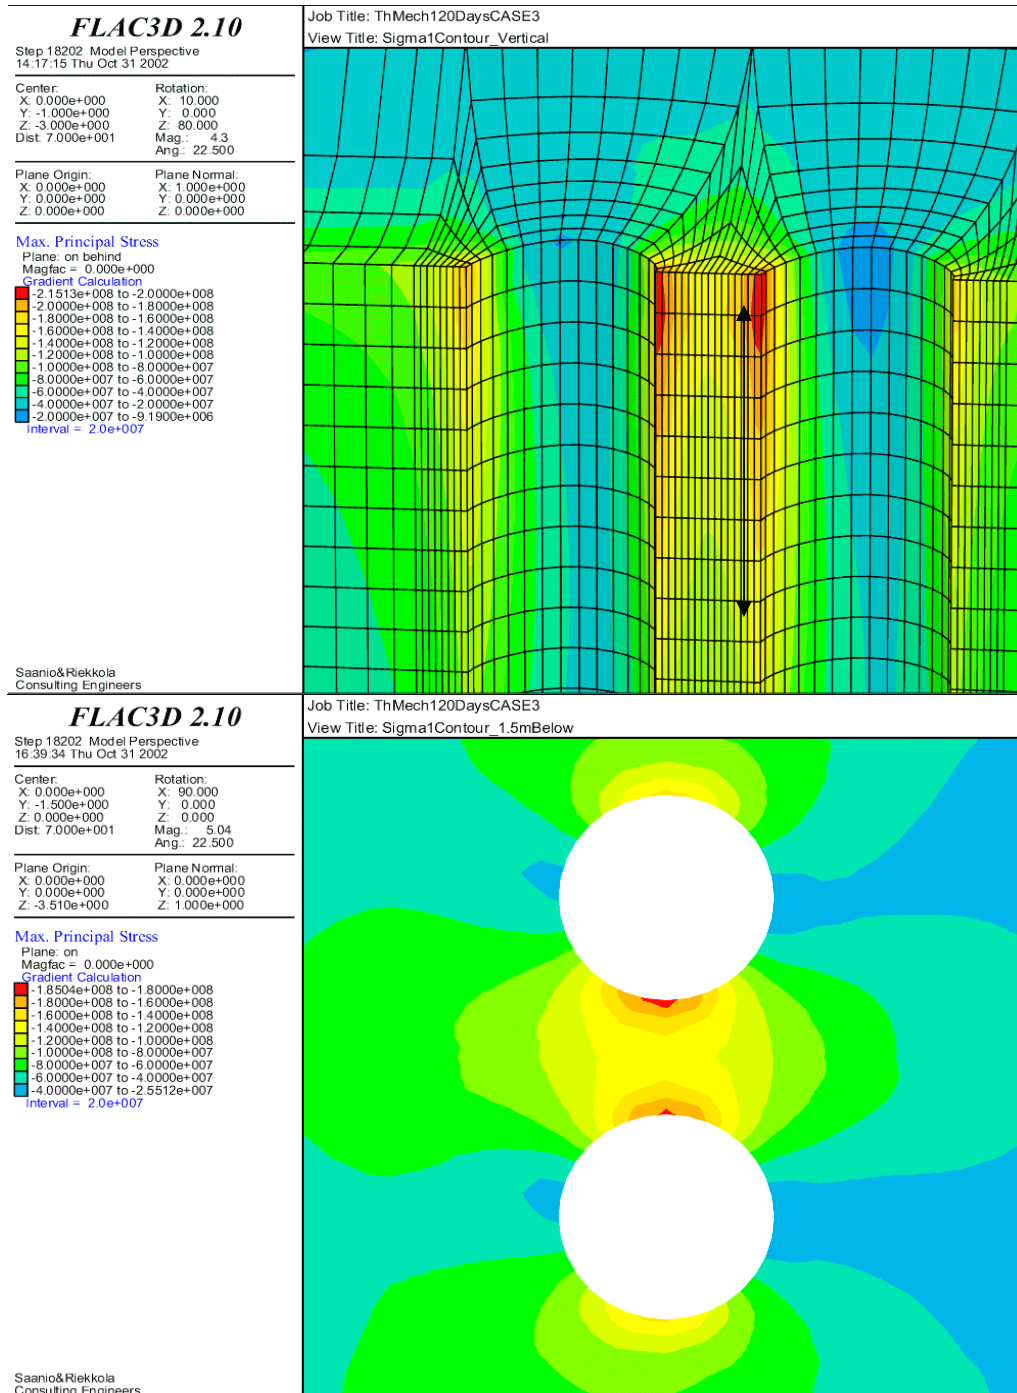 FLAC3D 2.10
Step 18202 Model Perspective
14:17:15 Thu Oct 31 2002
Center:
X: 0.000e+000
Y: -1.000e+000
Z: -3.000e+000
Dist: 7.000e+001
Rotation:
X: 10.000
Y: 0.000
Z: 80.000
Mag.: 4.3
Ang.: 22.500
Plane Origin:
X: 0.000e+000
Y: 0.000e+000
Z: 0.000e+000
Plane Normal:
X: 1.000e+000
Y: 0.000e+000
Z: 0.000e+000
Max. Principal Stress
Plane: on behind
Magfac = 0.000e+000
Gradient Calculation
-2.1513e+008 to -2.0000e+008
-2.0000e+008 to -1.8000e+008
-1.8000e+008 to -1.6000e+008
-1.6000e+008 to -1.4000e+008
-1.4000e+008 to -1.2000e+008
-1.2000e+008 to -1.0000e+008
-1.0000e+008 to -8.0000e+007
-8.0000e+007 to -6.0000e+007
-6.0000e+007 to -4.0000e+007
-4.0000e+007 to -2.0000e+007
-2.0000e+007 to -9.1900e+006
Interval = 2.0e+007
Saanio&Riekkola
Consulting Engineers
Job Title: ThMech120DaysCASE3
View Title: Sigma1Contour_Vertical
FLAC3D 2.10
Step 18202 Model Perspective
16:39:34 Thu Oct 31 2002
Center:
X: 0.000e+000
Y: -1.500e+000
Z: 0.000e+000
Dist: 7.000e+001
Rotation:
X: 90.000
Y: 0.000
Z: 0.000
Mag.: 5.04
Ang.: 22.500
Plane Origin:
X: 0.000e+000
Y: 0.000e+000
Z: -3.510e+000
Plane Normal:
X: 0.000e+000
Y: 0.000e+000
Z: 1.000e+000
Max. Principal Stress
Plane: on
Magfac = 0.000e+000
Gradient Calculation
-1.8504e+008 to -1.8000e+008
-1.8000e+008 to -1.6000e+008
-1.6000e+008 to -1.4000e+008
-1.4000e+008 to -1.2000e+008
-1.2000e+008 to -1.0000e+008
-1.0000e+008 to -8.0000e+007
-8.0000e+007 to -6.0000e+007
-6.0000e+007 to -4.0000e+007
-4.0000e+007 to -2.5512e+007
Interval = 2.0e+007
Saanio&Riekkola
Consulting Engineers
Job Title: ThMech120DaysCASE3
View Title: Sigma1Contour_1.5mBelow